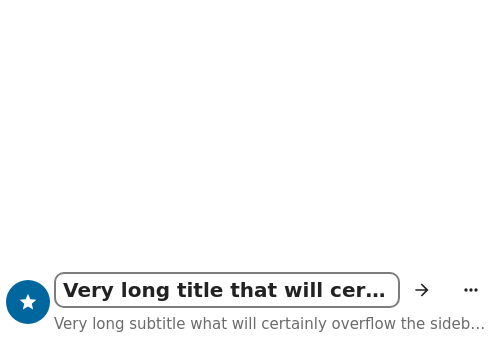 Very long title that will cer…
Very long subtitle what will certainly overflow the sideb…